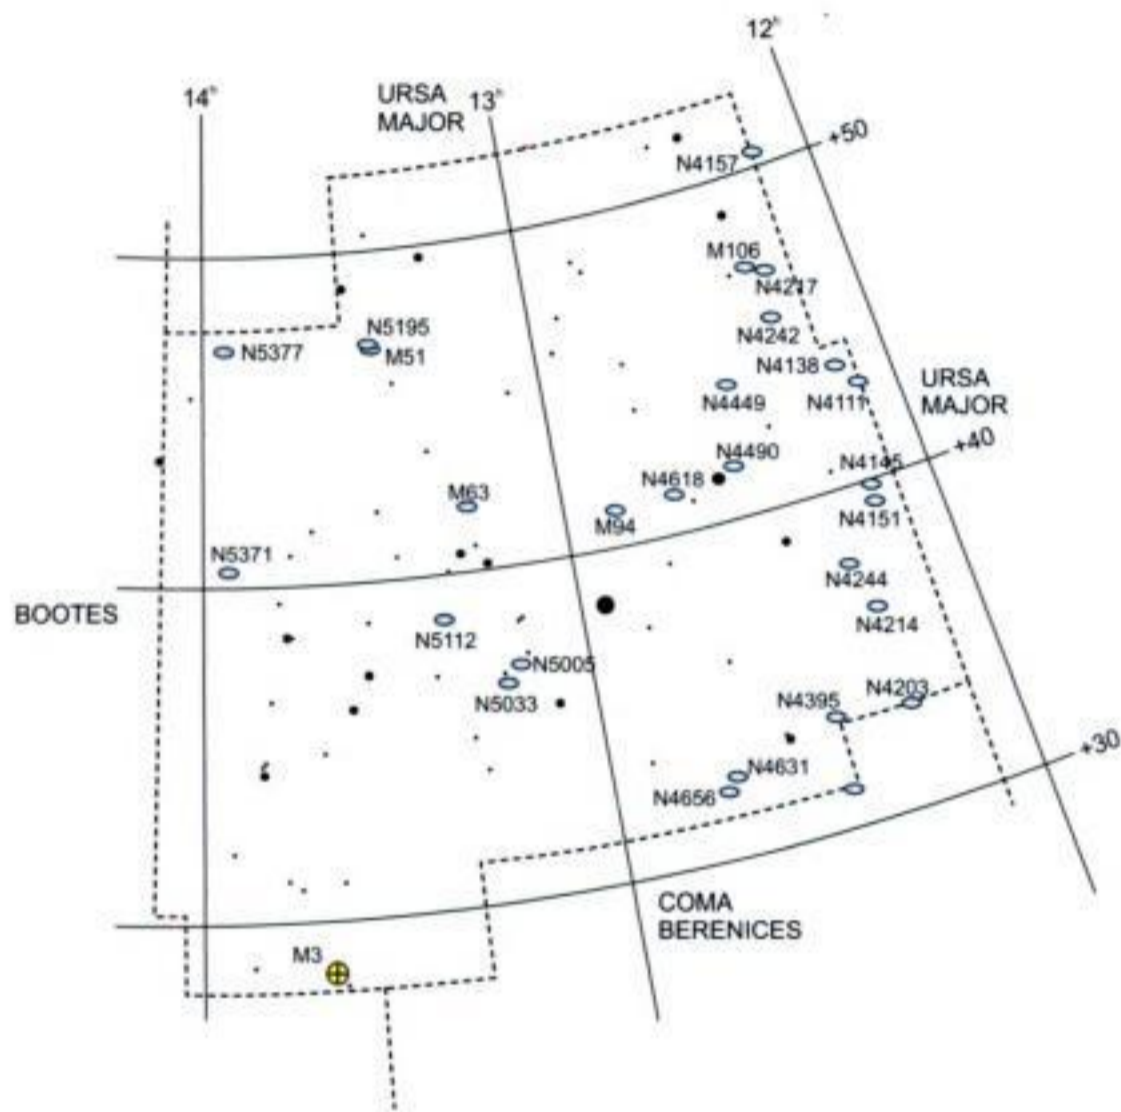 12ʰ
14ʰ
URSA
MAJOR
13ʰ
+50
N4157
M106
N4217
N4242
N5195
M51
N5377
N4138
N4111
N4449
URSA
MAJOR
+40
N4490
N4145
N4618
M63
M94
N4151
N5371
N4244
BOOTES
N4214
N5112
N5005
N5033
N4203
N4395
+30
N4631
N4656
COMA
BERENICES
M3